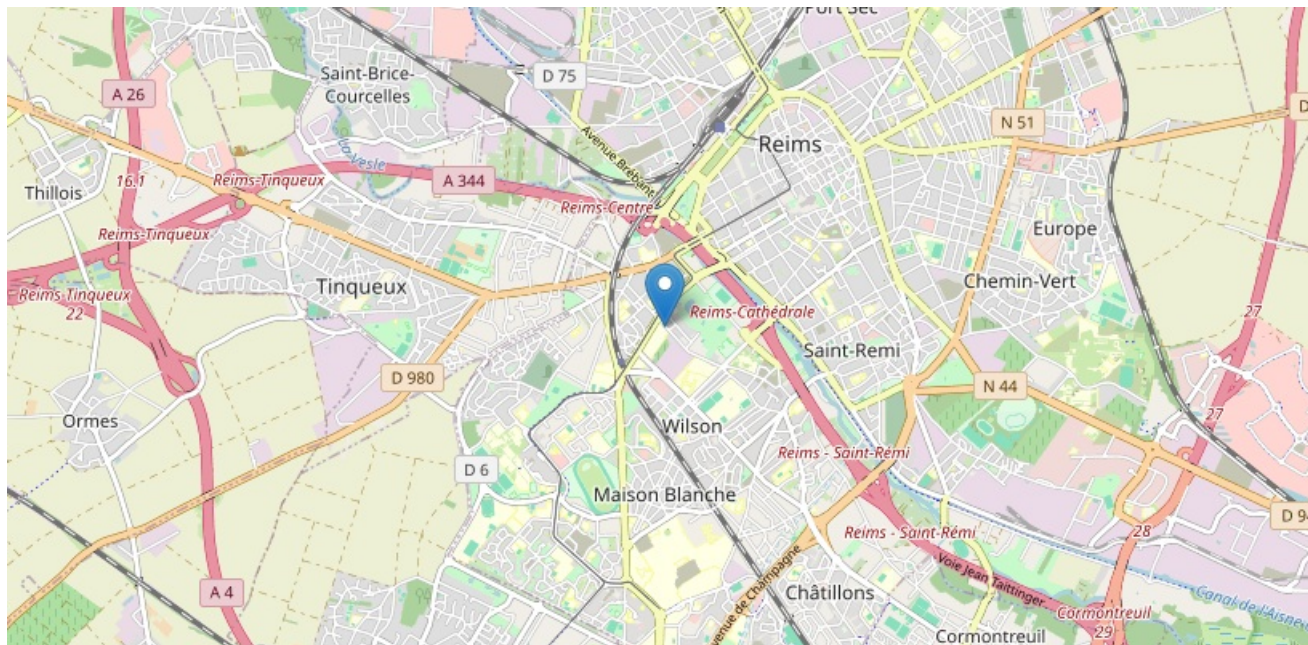 Port Sec
Saint-Brice-
Courcelles
D 75
A 26
N 51
Avenue Brébant
Reims
La Vesle
Thillois
16.1
Reims-Tinqueux
A 344
Reims-Centre
Reims-Tinqueux
Europe
Tinqueux
Chemin-Vert
Reims Tinqueux
22
Reims-Cathédrale
27
Saint-Remi
D 980
N 44
Ormes
27
Wilson
Reims - Saint-Rémi
D 6
Maison Blanche
D 94
28
Reims - Saint-Rémi
Voie Jean Taittinger
A 4
Avenue de Champagne
Châtillons
Canal de l'Aisne
Cormontreuil
29
Cormontreuil